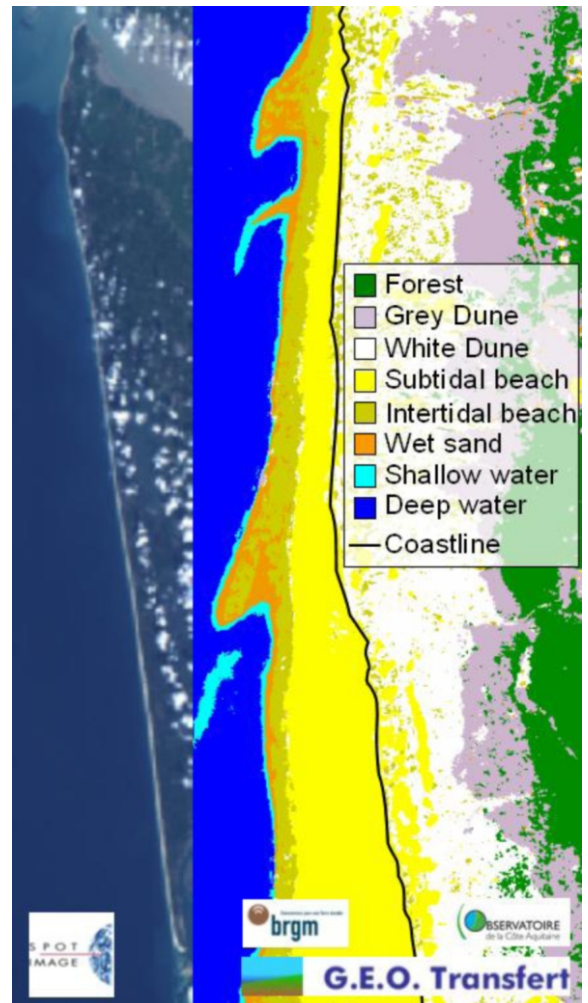 Forest
Grey Dune
White Dune
Subtidal beach
Intertidal beach
Wet sand
Shallow water
Deep water
Coastline
SPOT
IMAGE
brgm
OBSERVATOIRE
de la Côte Aquitaine
G.E.O. Transfert